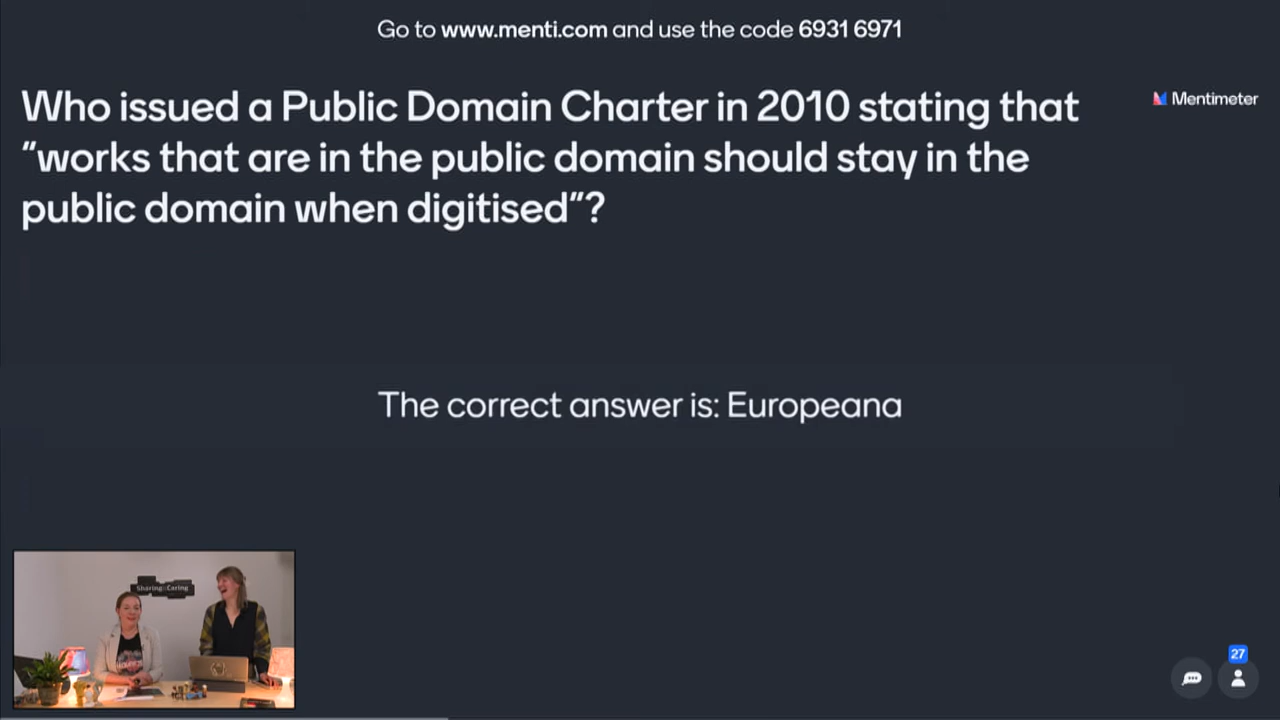 Go to www.menti.com and use the code 6931 6971
Who issued a Public Domain Charter in 2010 stating that
“works that are in the public domain should stay in the
public domain when digitised”?
Mentimeter
The correct answer is: Europeana
Sharing is Caring
27